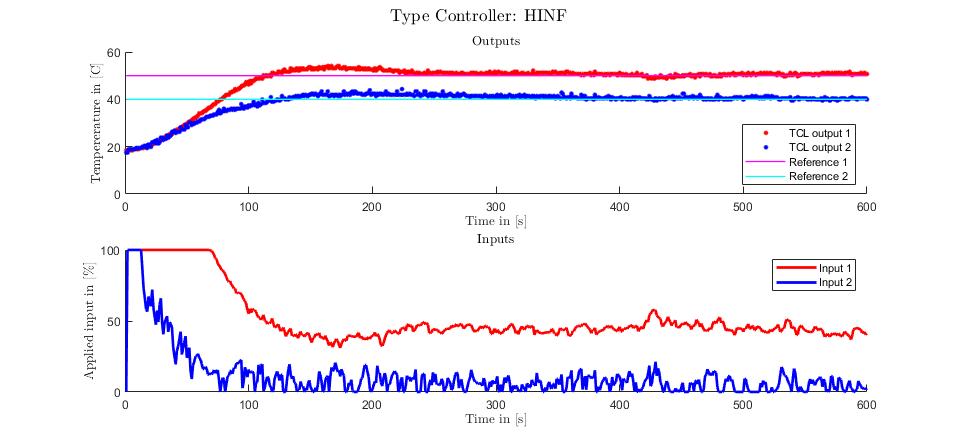 Type Controller: HINF
Outputs
Tempererature in [C]
60
40
20
0
0 100 200 300 400 500 600
Time in [s]
TCL output 1
TCL output 2
Reference 1
Reference 2
Inputs
Applied input in [%]
100
50
0
0 100 200 300 400 500 600
Time in [s]
Input 1
Input 2